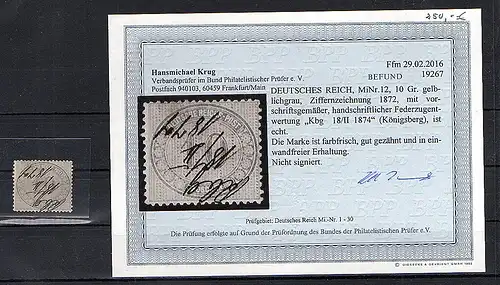 250,-£
Hansmichael Krug
Verbandsprüfer im Bund Philatelistischer Prüfer e. V.
Postfach 940103, 60459 Frankfurt/Main
Ffm 29.02.2016
BEFUND 19267
DEUTSCHES REICH, MiNr.12, 10 Gr. gelb-
lichgrau, Ziffernzeichnung 1872, mit vor-
schriftsgemäßer, handschriftlicher Federzugent-
wertung „Kbg 18/II 1874" (Königsberg), ist
echt.
Die Marke ist farbfrisch, gut gezähnt und in ein-
wandfreier Erhaltung.
Nicht signiert.
Prüfgebiet: Deutsches Reich Mi.-Nr. 1 - 30
Die Prüfung erfolgte auf Grund der Prüfordnung des Bundes der Philatelistischen Prüfer e. V.